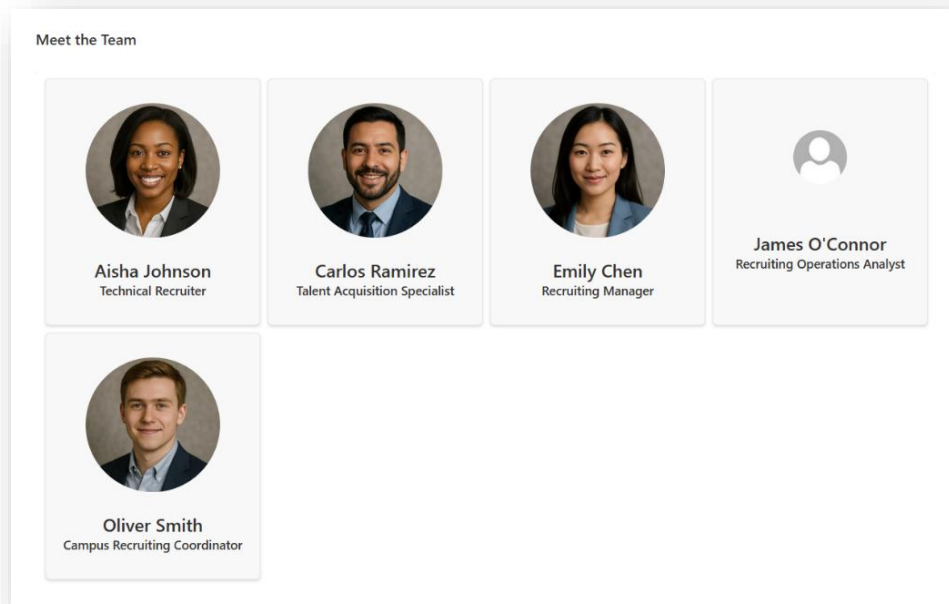 Meet the Team
Aisha Johnson
Technical Recruiter
Carlos Ramirez
Talent Acquisition Specialist
Emily Chen
Recruiting Manager
James O'Connor
Recruiting Operations Analyst
Oliver Smith
Campus Recruiting Coordinator